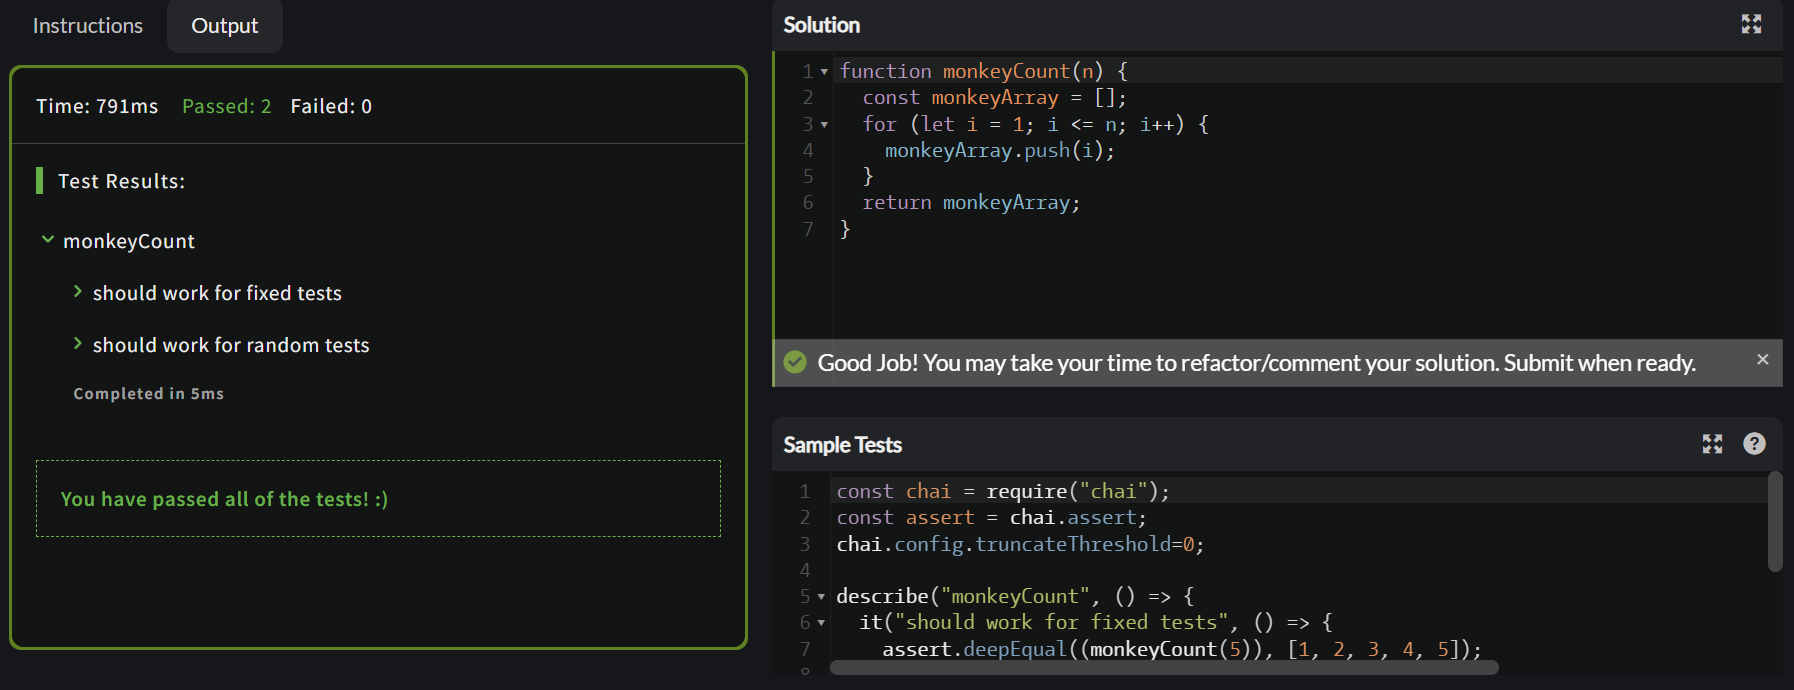 Instructions
Output
Time: 791ms Passed: 2 Failed: 0
Test Results:
monkeyCount
should work for fixed tests
should work for random tests
Completed in 5ms
You have passed all of the tests! :)
Solution
1 function monkeyCount(n) {
2 const monkeyArray = [];
3 for (let i = 1; i <= n; i++) {
4 monkeyArray.push(i);
5 }
6 return monkeyArray;
7 }
Good Job! You may take your time to refactor/comment your solution. Submit when ready.
Sample Tests
1 const chai = require("chai");
2 const assert = chai.assert;
3 chai.config.truncateThreshold=0;
4
5 describe("monkeyCount", () => {
6 it("should work for fixed tests", () => {
7 assert.deepEqual((monkeyCount(5)), [1, 2, 3, 4, 5]);